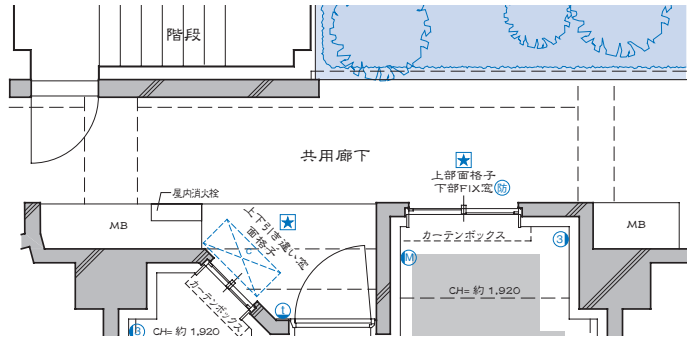 階段
共用廊下
★
上部面格子
下部FIX窓 防
屋内消火栓
MB
★
上下引き違い窓
面格子
カーテンボックス
MB
M
3
カーテンボックス
CH= 約 1,920
1
B
CH= 約 1,920